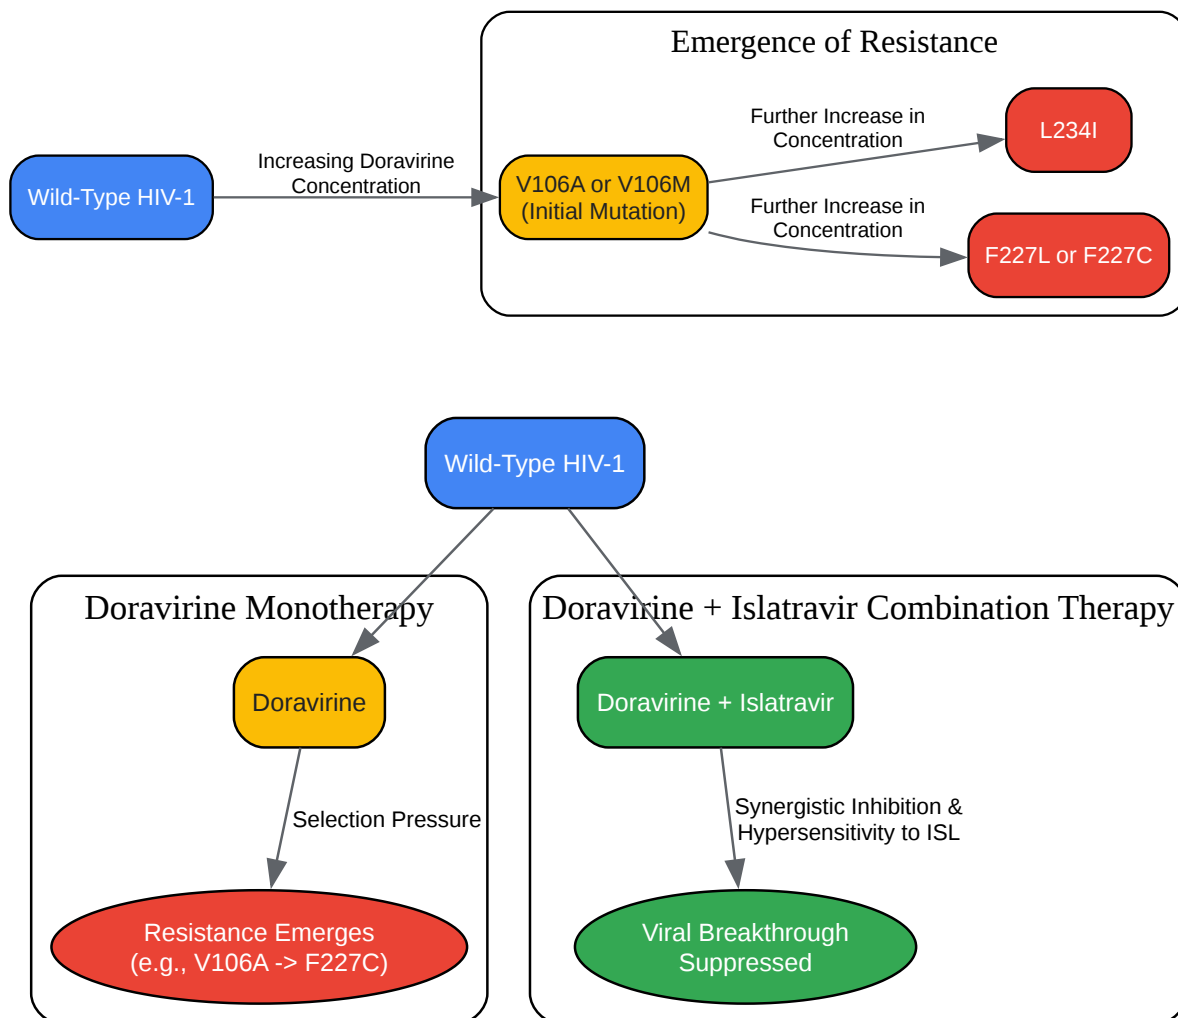 Emergence of Resistance
Wild-Type HIV-1
Increasing Doravirine
Concentration
V106A or V106M
(Initial Mutation)
Further Increase in
Concentration
L234I
Further Increase in
Concentration
F227L or F227C
Wild-Type HIV-1
Doravirine Monotherapy
Doravirine
Selection Pressure
Resistance Emerges
(e.g., V106A -> F227C)
Doravirine + Islatravir Combination Therapy
Doravirine + Islatravir
Synergistic Inhibition &
Hypersensitivity to ISL
Viral Breakthrough
Suppressed